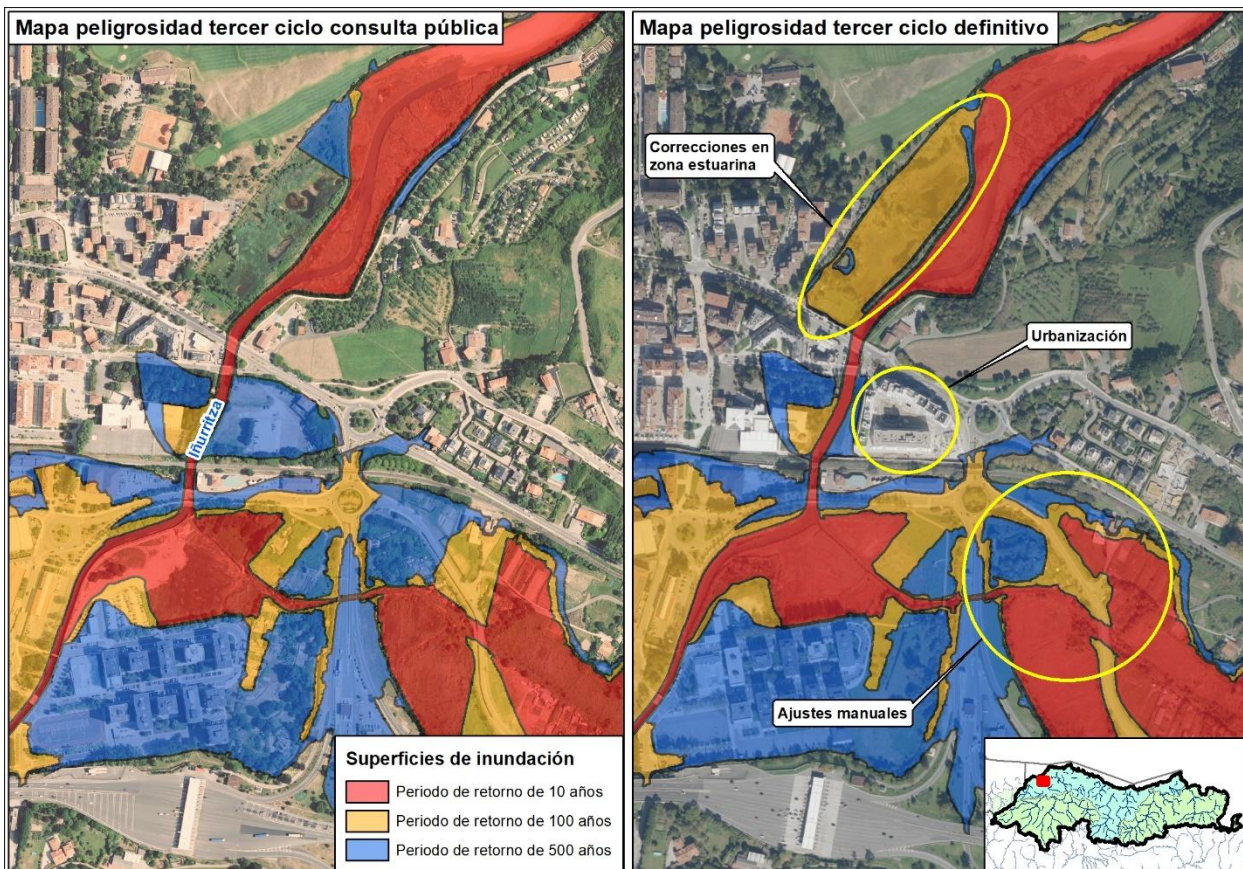 Mapa peligrosidad tercer ciclo consulta pública
Iñurritza
Superficies de inundación
Periodo de retorno de 10 años
Periodo de retorno de 100 años
Periodo de retorno de 500 años
Mapa peligrosidad tercer ciclo definitivo
Correcciones en
zona estuarina
Urbanización
Ajustes manuales